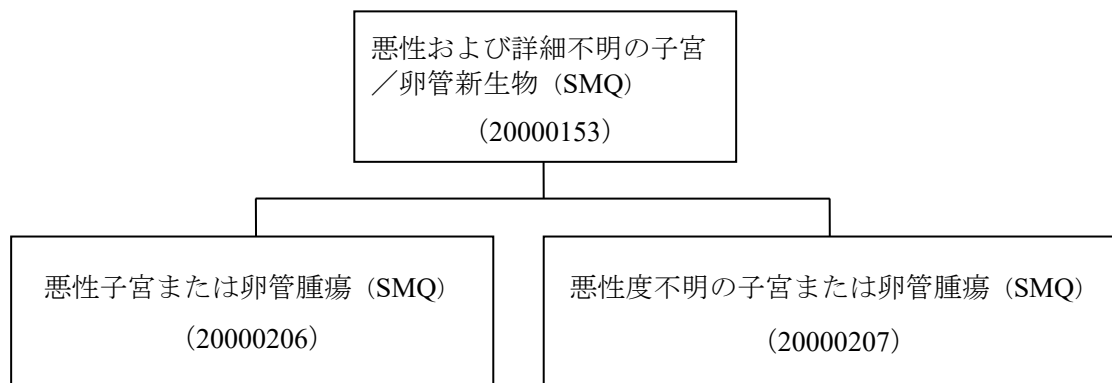 悪性および詳細不明の子宮
／卵管新生物（SMQ）
（20000153）
悪性子宮または卵管腫瘍（SMQ）
（20000206）
悪性度不明の子宮または卵管腫瘍（SMQ）
（20000207）